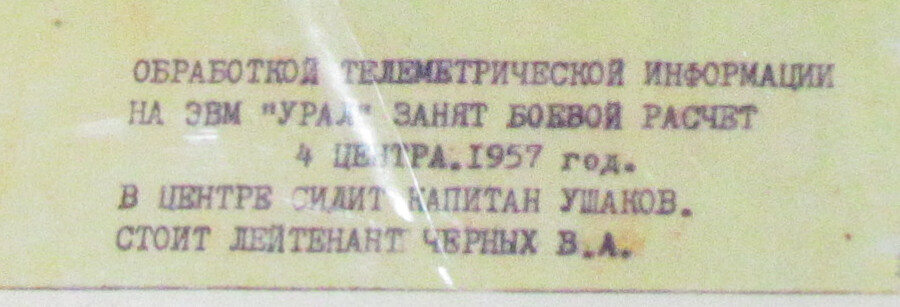 ОБРАБОТКОЙ ТЕЛЕМЕТРИЧЕСКОЙ ИНФОРМАЦИИ
НА ЭВМ "УРАЛ" ЗАНЯТ БОЕВОЙ РАСЧЕТ
4 ЦЕНТРА.1957 год.
В ЦЕНТРЕ СИДИТ КАПИТАН УШАКОВ.
СТОИТ ЛЕЙТЕНАНТ ЧЕРНЫХ В.А.